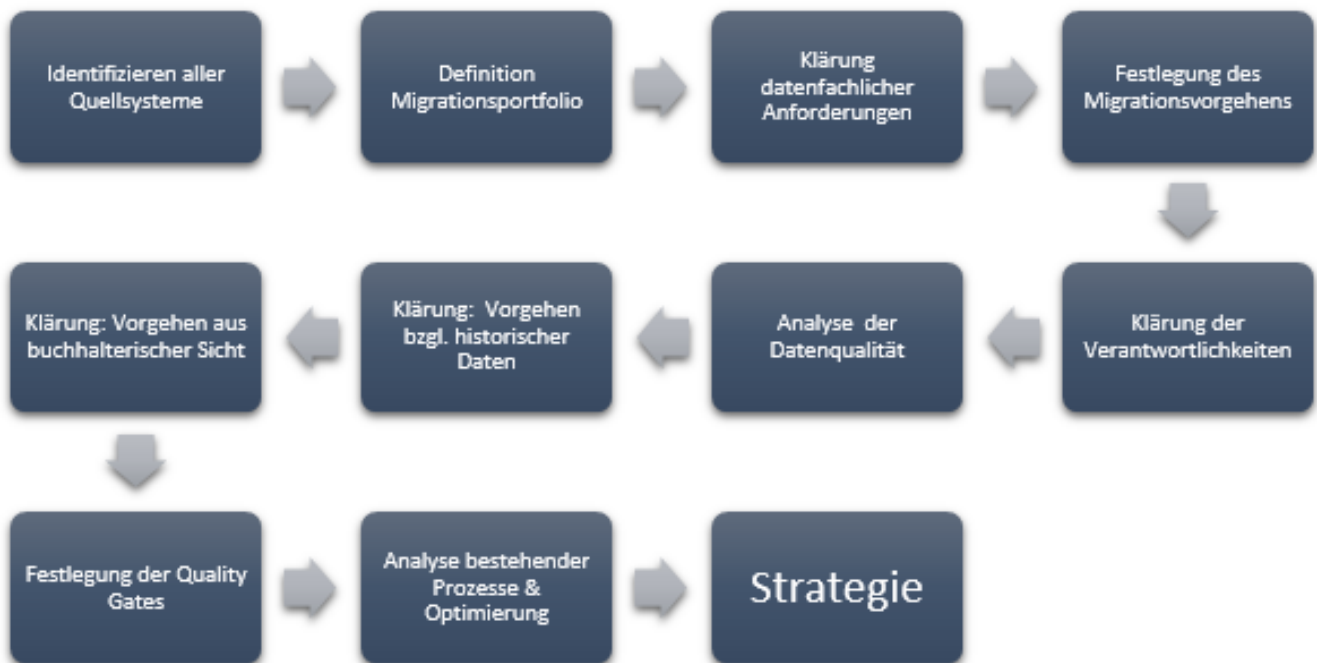 Identifizieren aller
Quellsysteme
Definition
Migrationsportfolio
Klärung
datenfachlicher
Anforderungen
Festlegung des
Migrationsvorgehens
Klärung der
Verantwortlichkeiten
Analyse der
Datenqualität
Klärung: Vorgehen
bzgl. historischer
Daten
Klärung: Vorgehen aus
buchhalterischer Sicht
Festlegung der Quality
Gates
Analyse bestehender
Prozesse &
Optimierung
Strategie